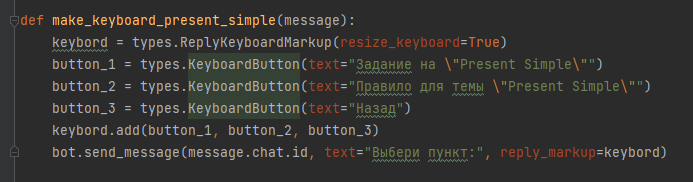 def make_keyboard_present_simple(message):
    keybord = types.ReplyKeyboardMarkup(resize_keyboard=True)
    button_1 = types.KeyboardButton(text="Задание на \"Present Simple\"")
    button_2 = types.KeyboardButton(text="Правило для темы \"Present Simple\"")
    button_3 = types.KeyboardButton(text="Назад")
    keybord.add(button_1, button_2, button_3)
    bot.send_message(message.chat.id, text="Выбери пункт:", reply_markup=keybord)